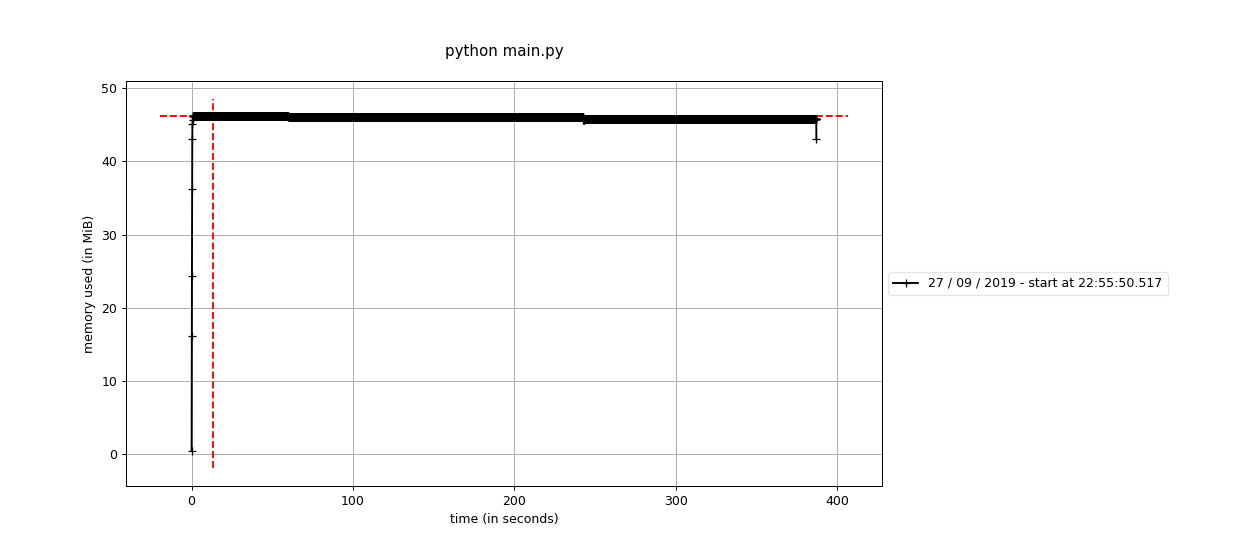 python main.py
memory used (in MiB)
50
40
30
20
10
0
0 100 200 300 400
time (in seconds)
27 / 09 / 2019 - start at 22:55:50.517